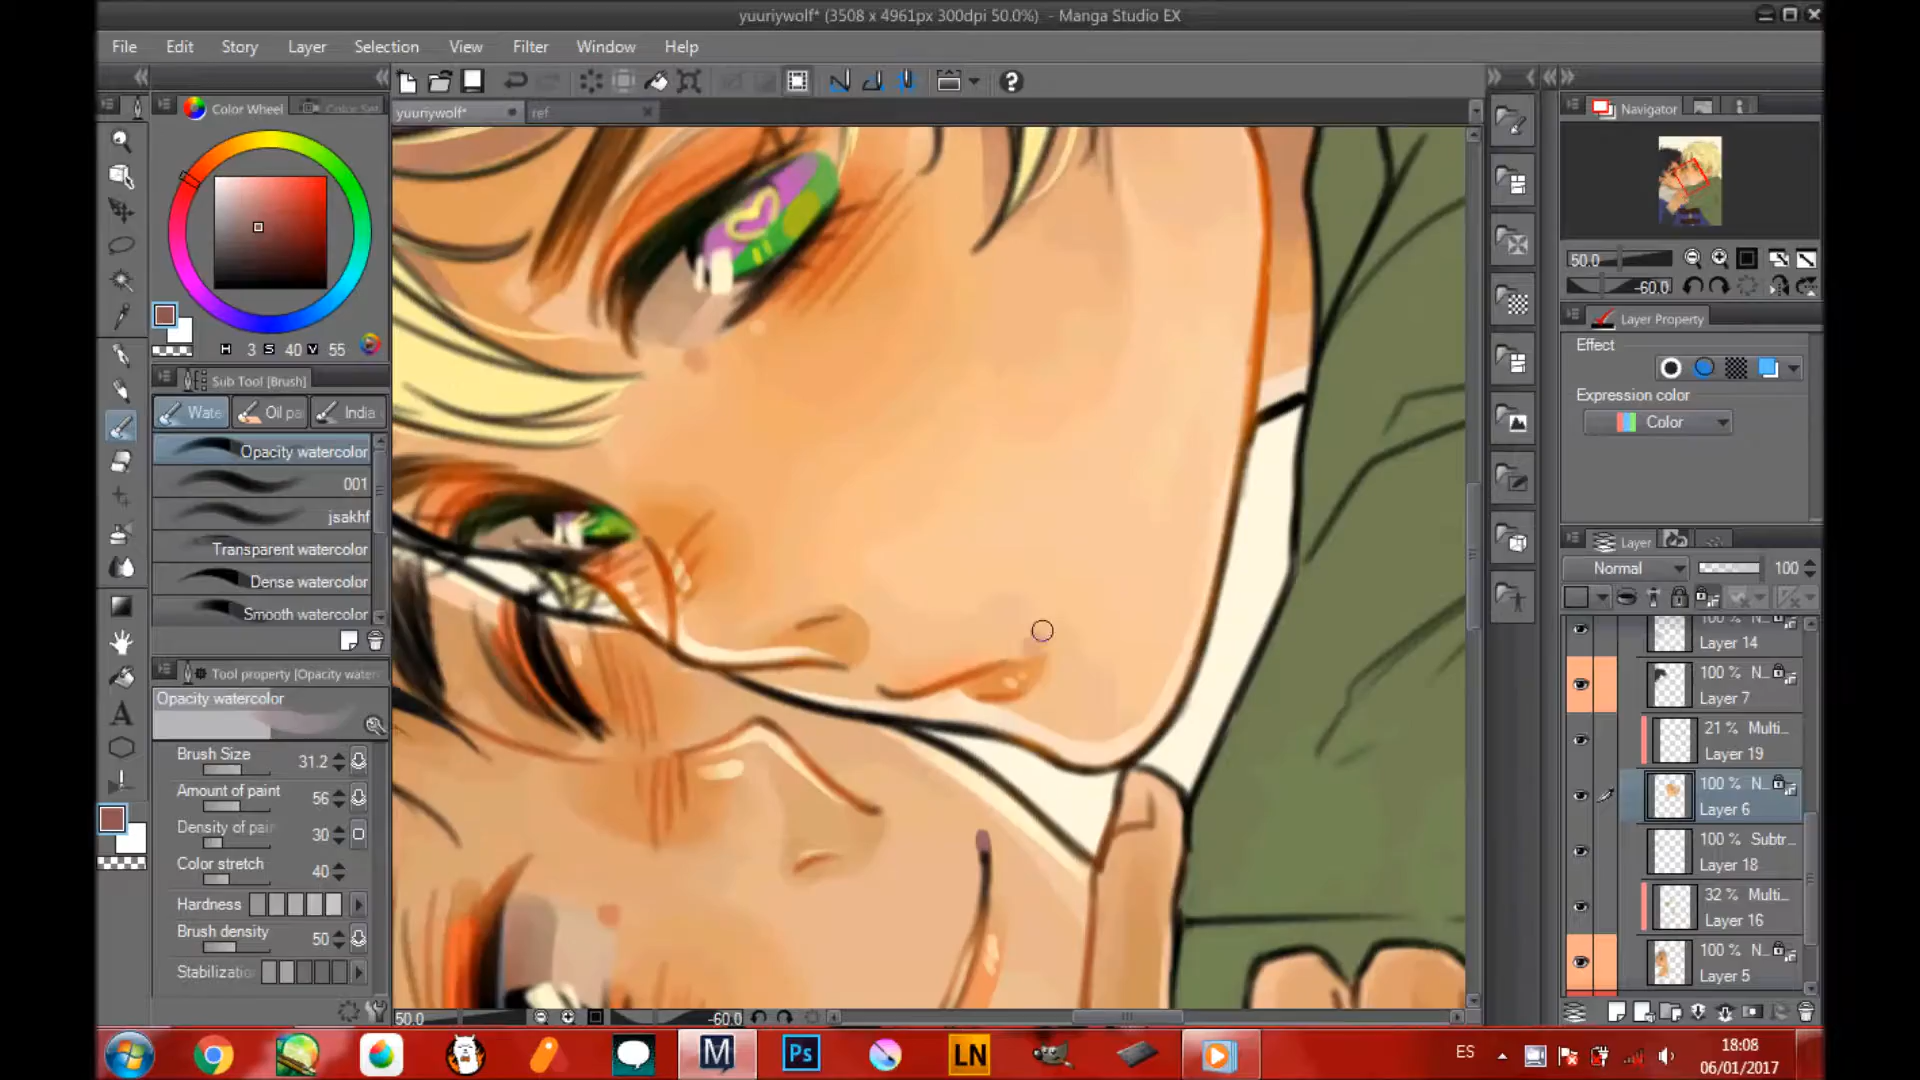 yuuriywolf* (3508 x 4961px 300dpi 50.0%) - Manga Studio EX
File Edit Story Layer Selection View Filter Window Help
Color Wheel Color Set
yuuriywolf* ref
Navigator
50.0
-60.0
H 3 S 40 V 55
Layer Property
Effect
Expression color
Color
Sub Tool [Brush]
Wate Oil pa India
Opacity watercolor
001
jsakhf
Transparent watercolor
Dense watercolor
Smooth watercolor
Tool property [Opacity water
Opacity watercolor
Brush Size 31.2
Amount of paint 56
Density of pain 30
Color stretch 40
Hardness
Brush density 50
Stabilizatio
Layer
Normal 100
100 % N...
Layer 14
100 % N...
Layer 7
21 % Multi...
Layer 19
100 % N...
Layer 6
100 % Subtr...
Layer 18
32 % Multi...
Layer 16
100 % N...
Layer 5
50.0 -60.0
M Ps LN
ES
18:08
06/01/2017